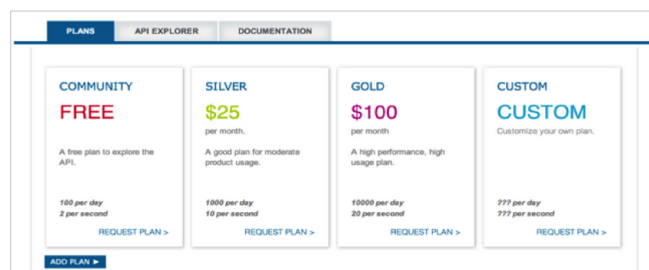 PLANS API EXPLORER DOCUMENTATION
COMMUNITY
FREE
A free plan to explore the
API.
100 per day
2 per second
REQUEST PLAN >
SILVER
$25
per month.
A good plan for moderate
product usage.
1000 per day
10 per second
REQUEST PLAN >
GOLD
$100
per month
A high performance, high
usage plan.
10000 per day
20 per second
REQUEST PLAN >
CUSTOM
CUSTOM
Customize your own plan.
??? per day
??? per second
REQUEST PLAN >
ADD PLAN ►